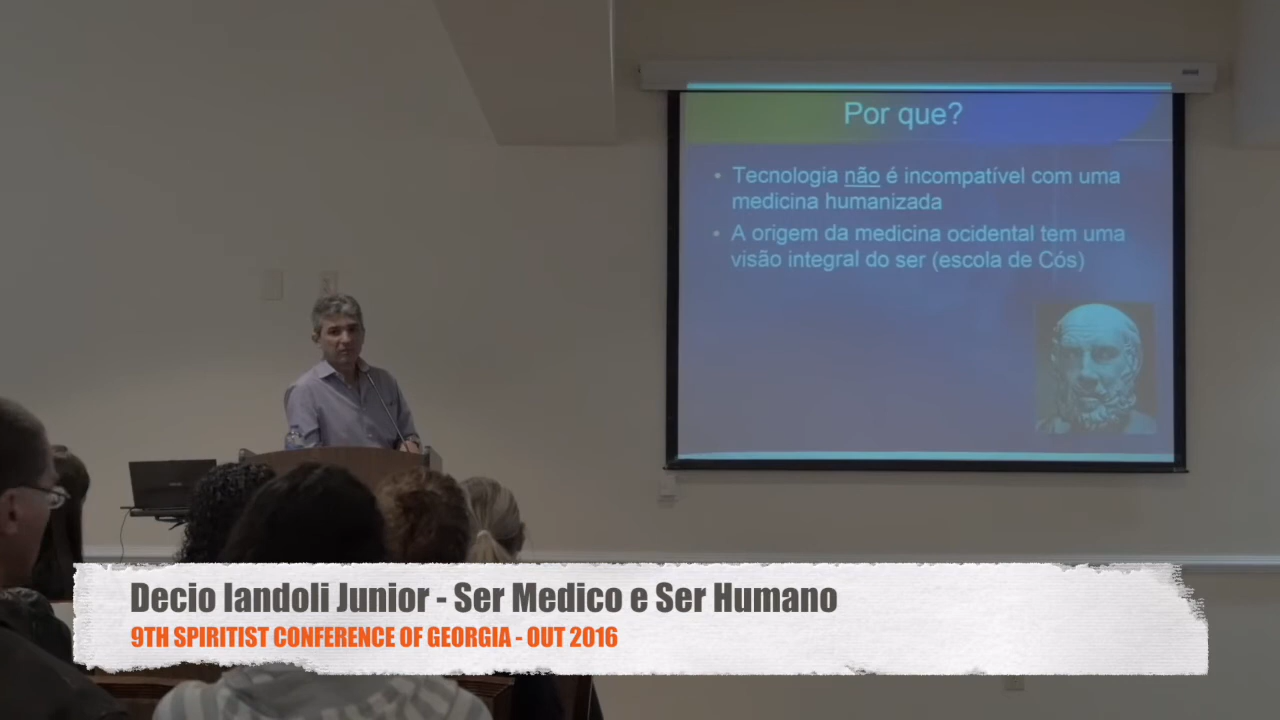 Por que?
• Tecnologia não é incompatível com uma
medicina humanizada
• A origem da medicina ocidental tem uma
visão integral do ser (escola de Cós)
Decio Iandoli Junior - Ser Medico e Ser Humano
9TH SPIRITIST CONFERENCE OF GEORGIA - OUT 2016